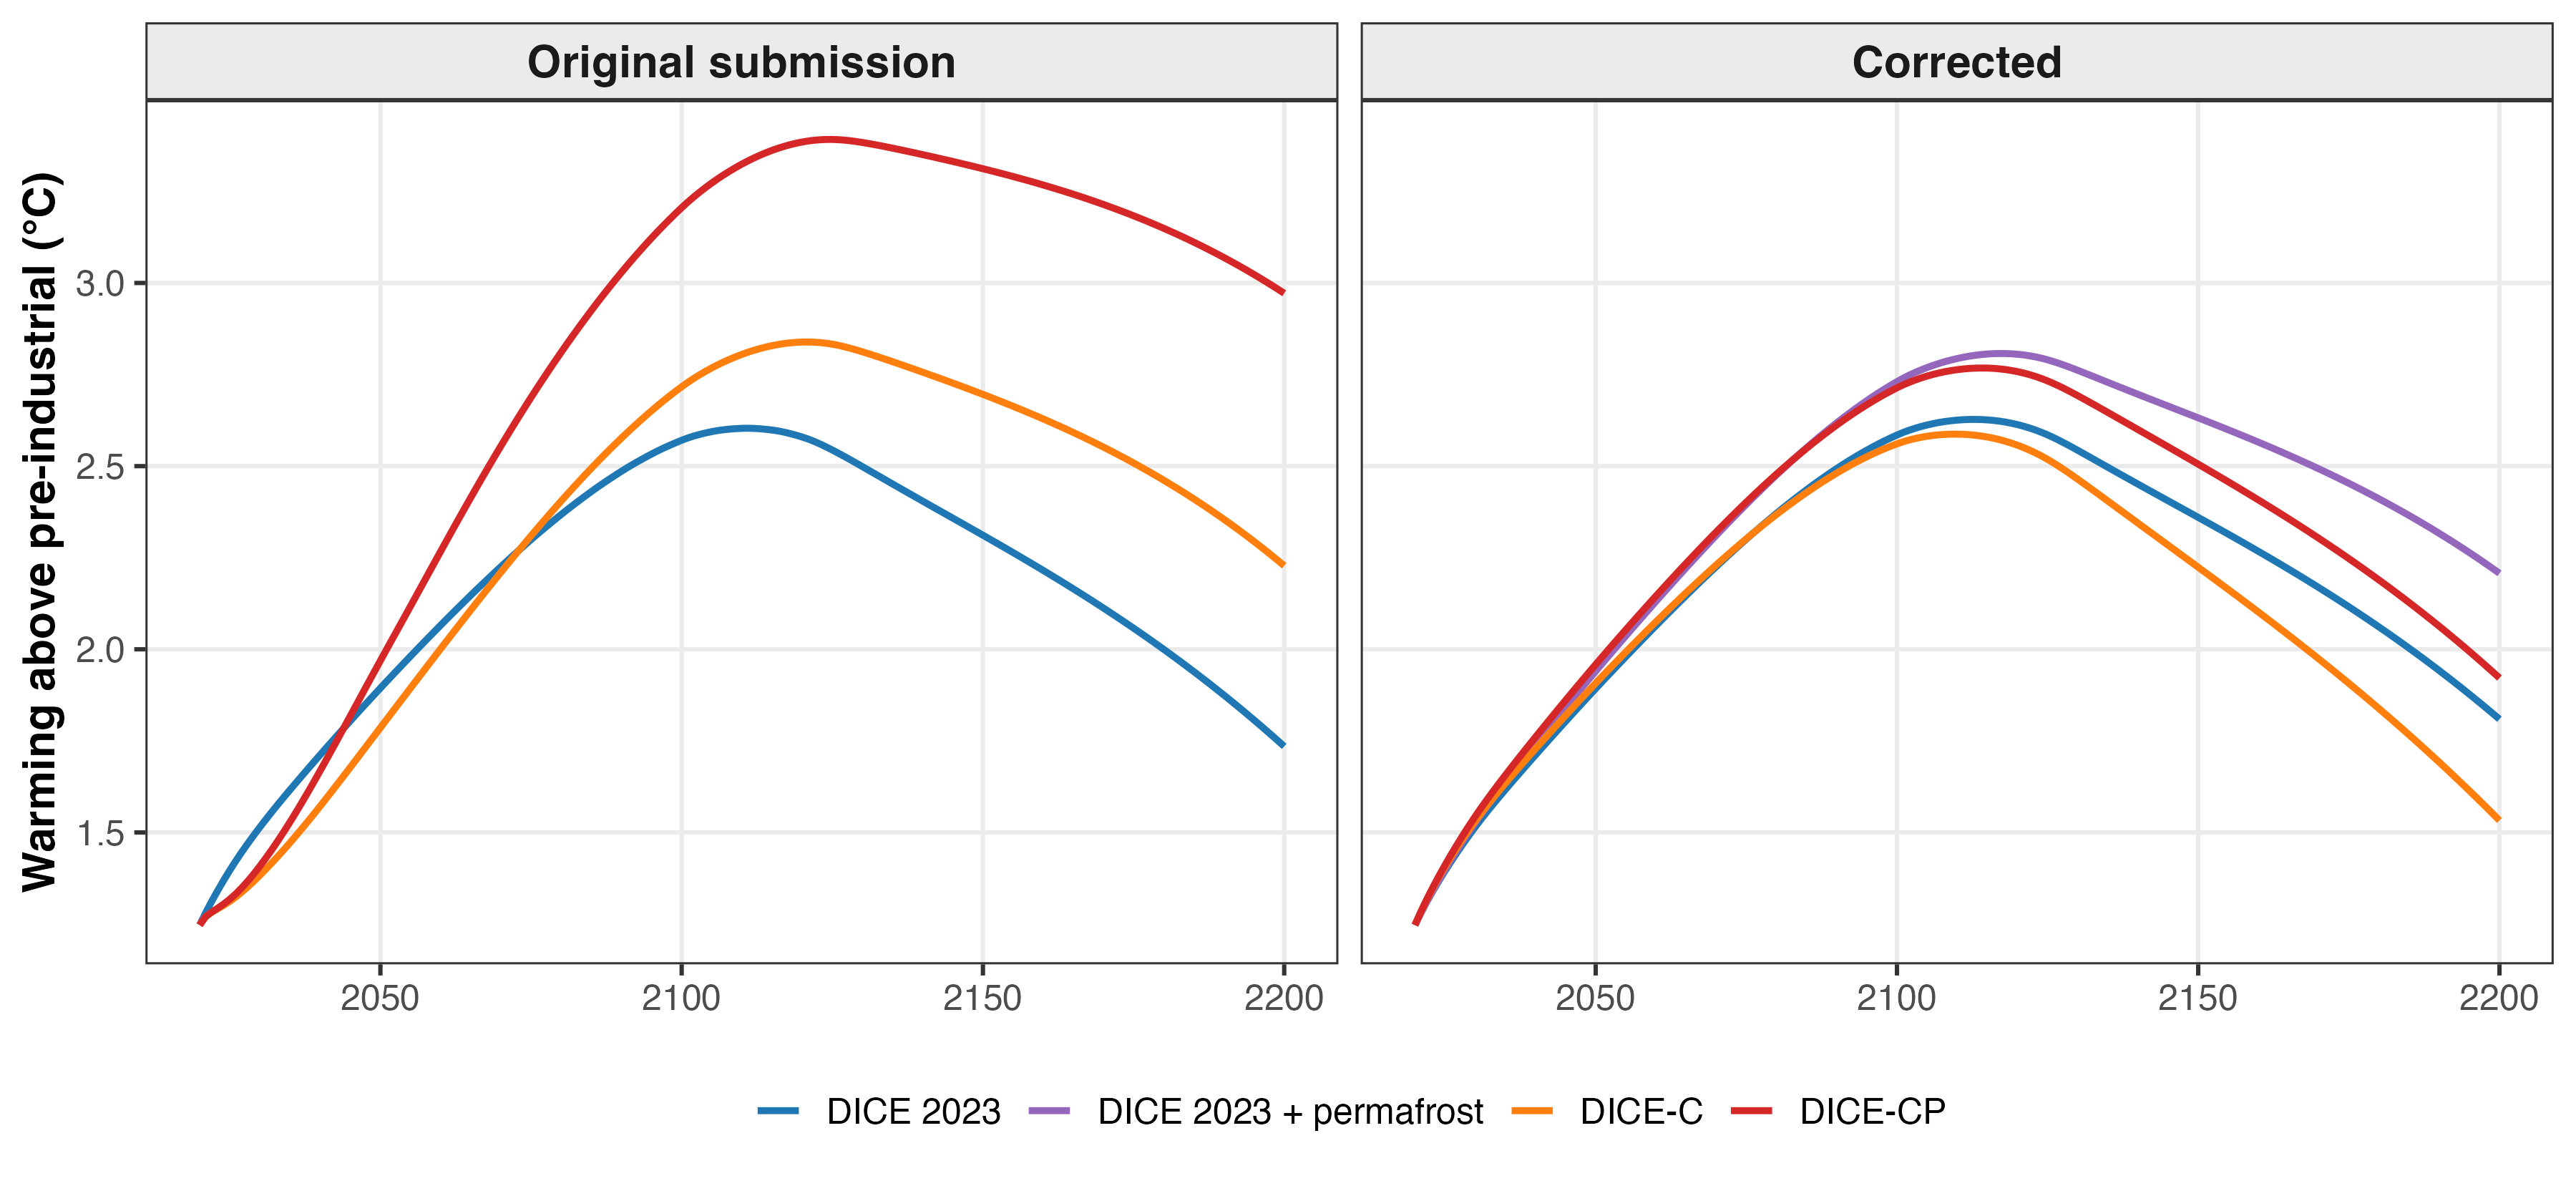 Original submission
Corrected
Warming above pre-industrial (°C)
3.0
2.5
2.0
1.5
2050 2100 2150 2200
2050 2100 2150 2200
DICE 2023 DICE 2023 + permafrost DICE-C DICE-CP